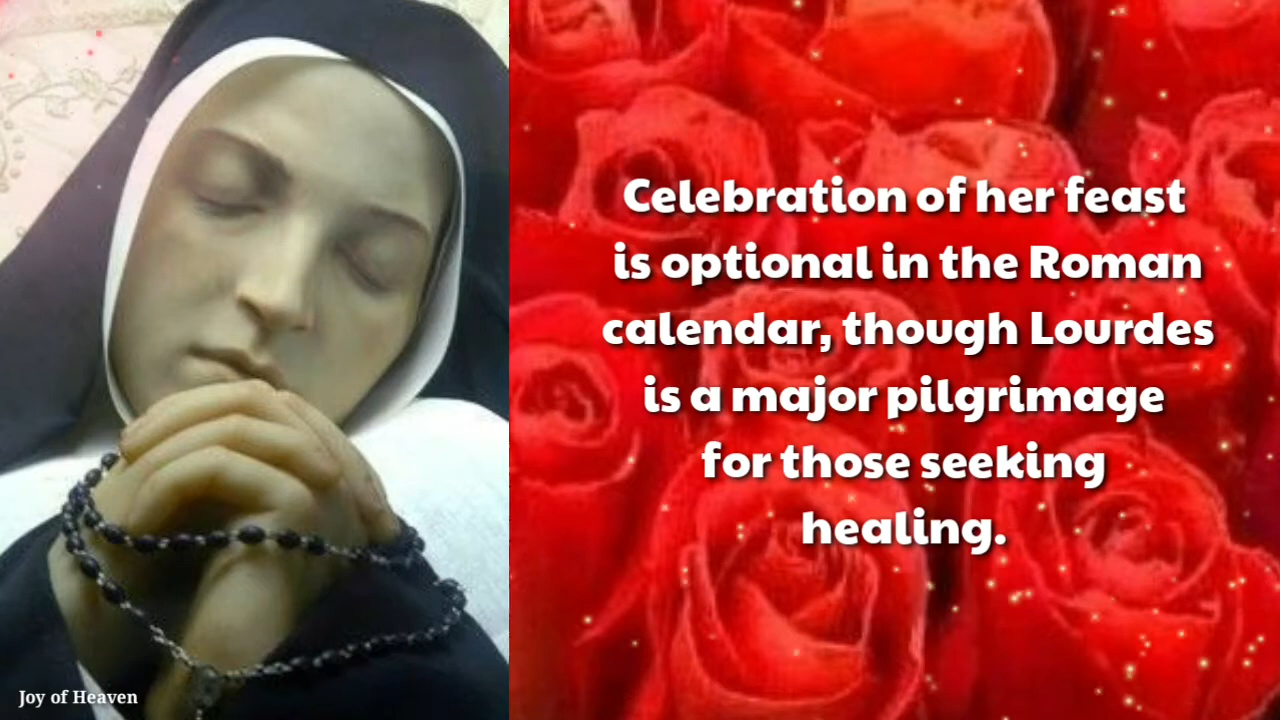 Celebration of her feast
is optional in the Roman
calendar, though Lourdes
is a major pilgrimage
for those seeking
healing.
Joy of Heaven